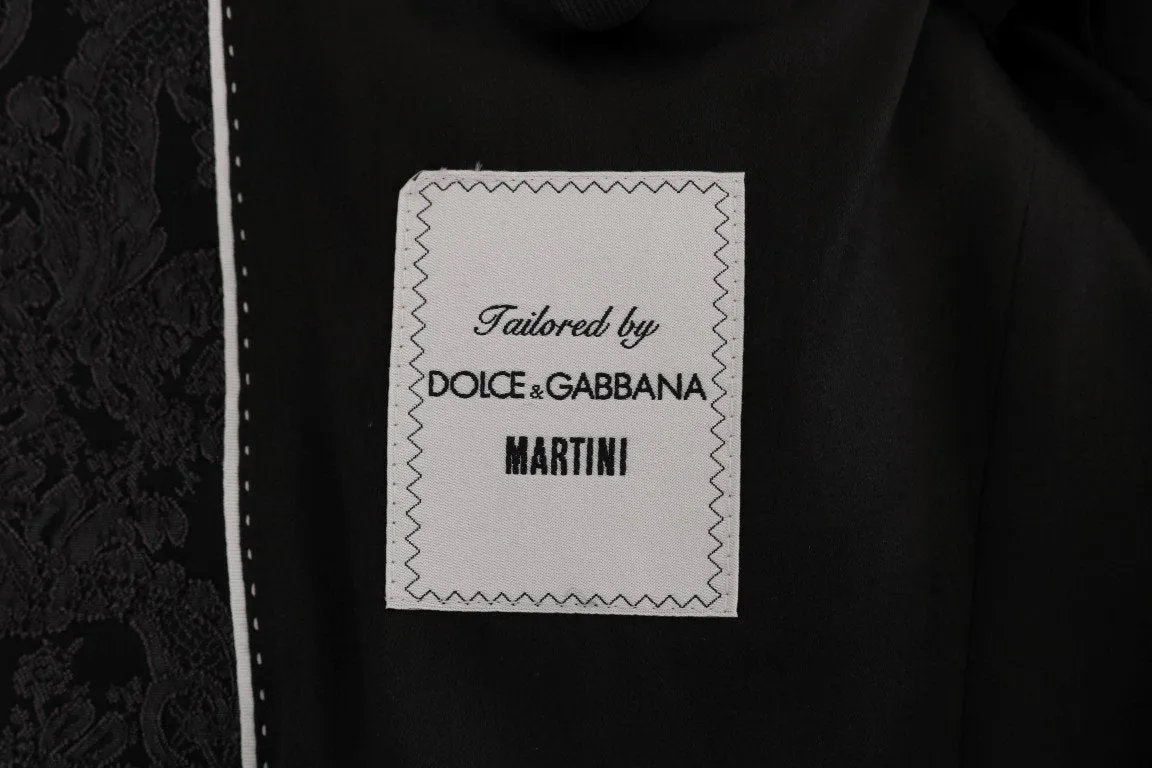 Tailored by
DOLCE & GABBANA
MARTINI